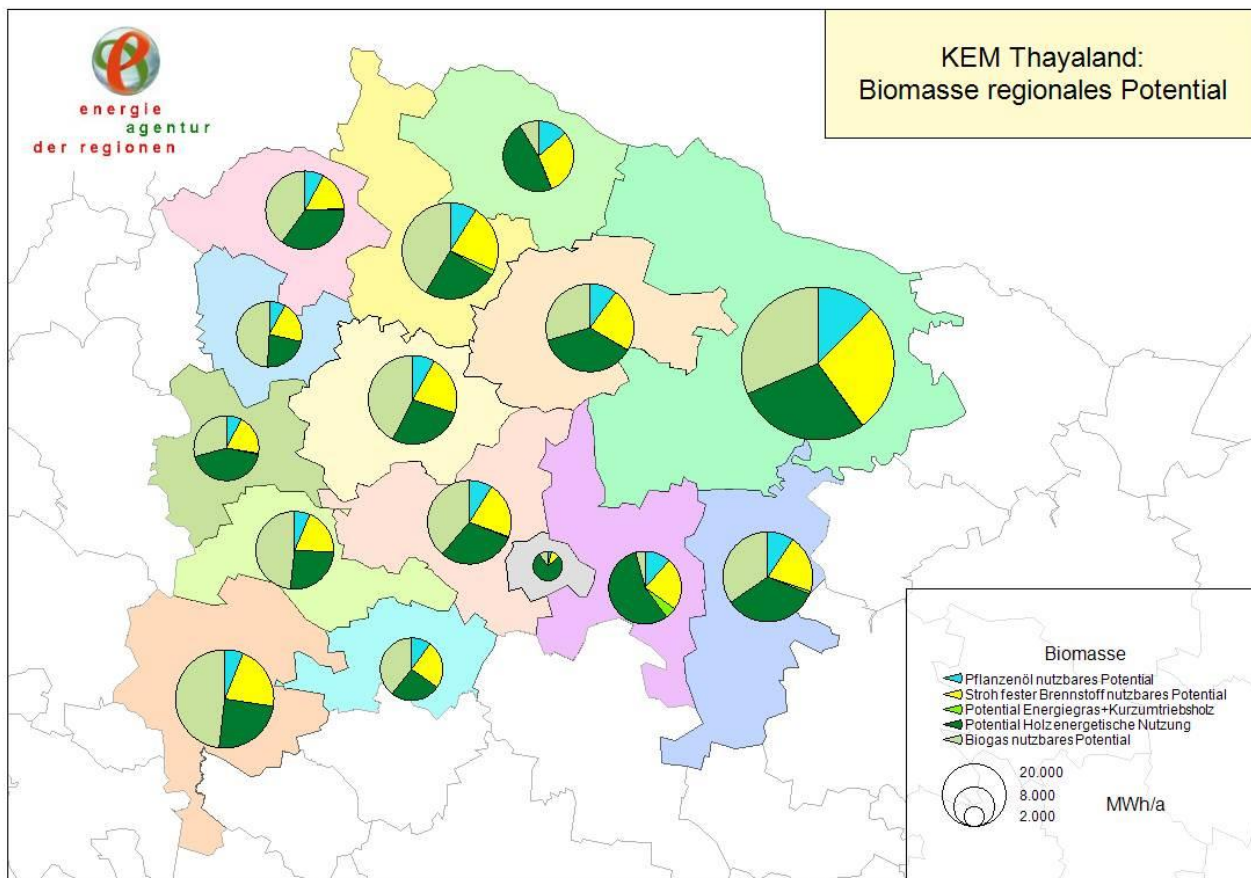 energie
agentur
der regionen
KEM Thayaland:
Biomasse regionales Potential
Biomasse
Pflanzenöl nutzbares Potential
Stroh fester Brennstoff nutzbares Potential
Potential Energiegras+Kurzumtriebsholz
Potential Holzenergetische Nutzung
Biogas nutzbares Potential
20.000
8.000
2.000
MWh/a